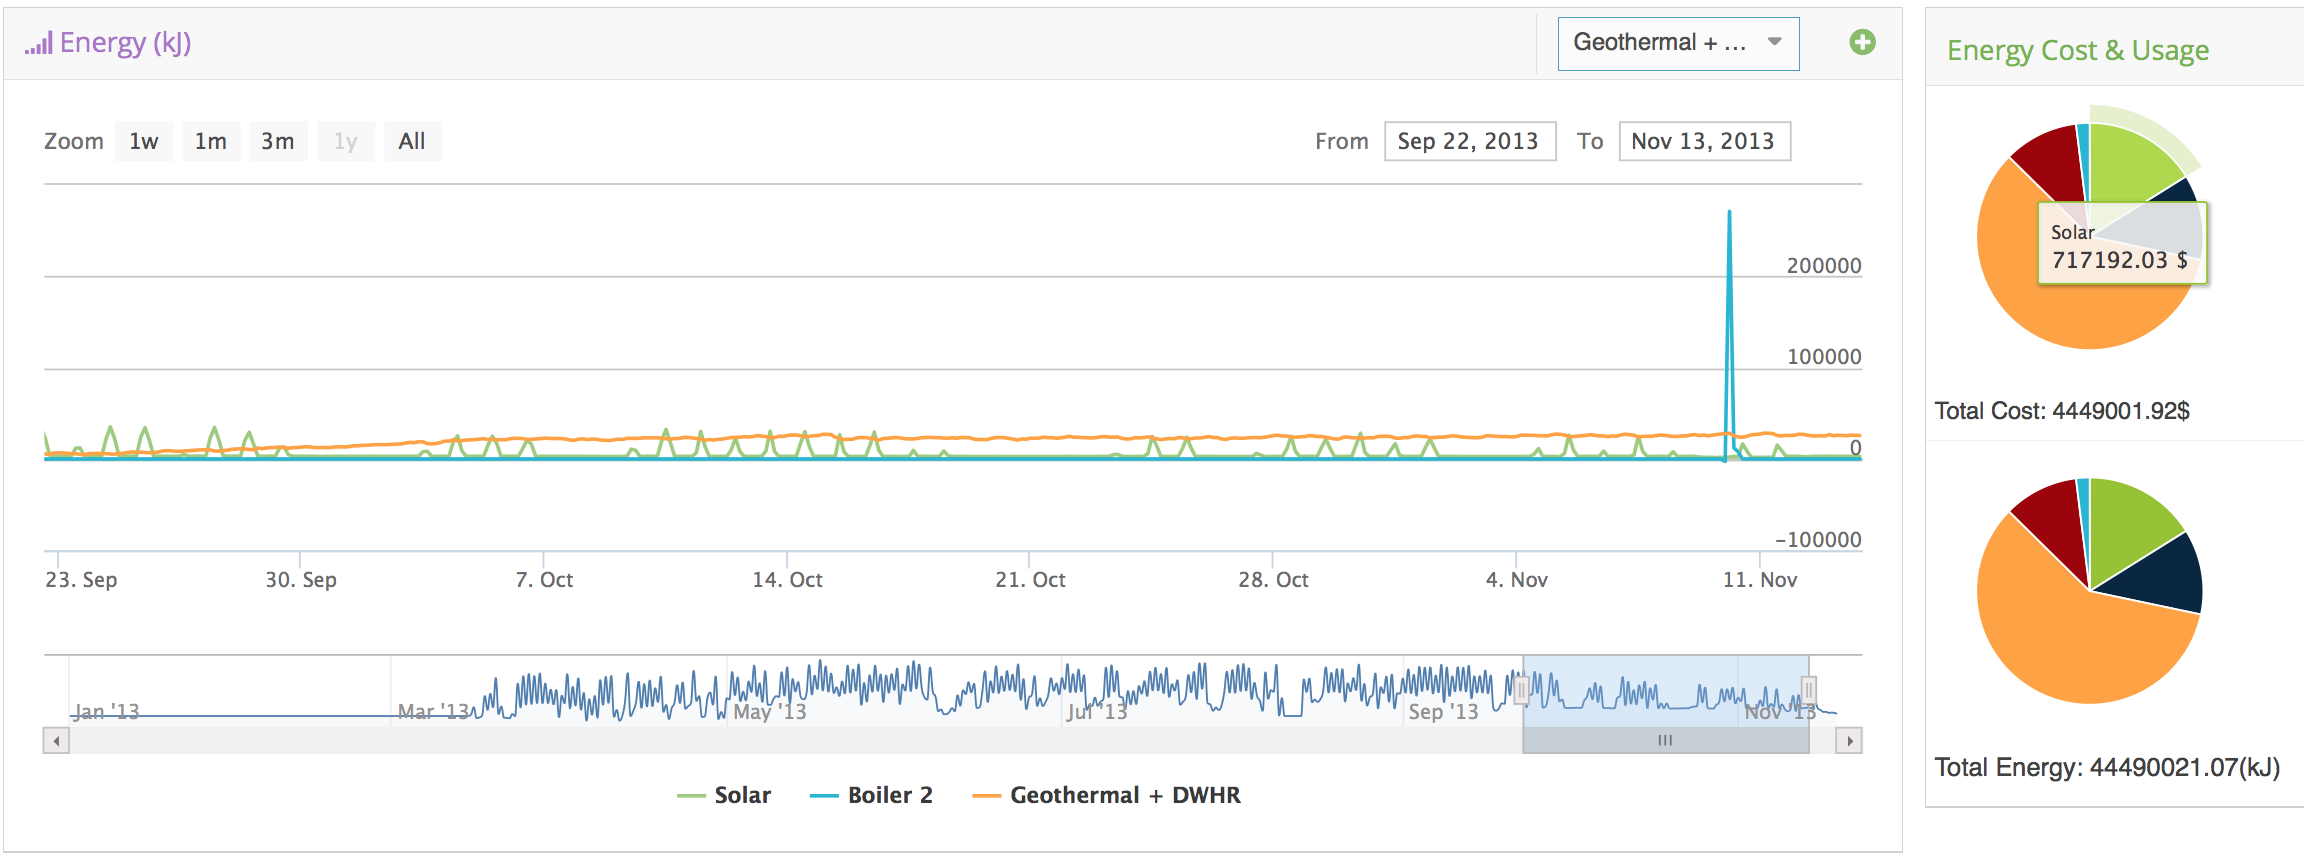 Energy (kJ)
Geothermal + ...
Energy Cost & Usage
Zoom 1w 1m 3m 1y All
From Sep 22, 2013 To Nov 13, 2013
200000
100000
0
-100000
23. Sep 30. Sep 7. Oct 14. Oct 21. Oct 28. Oct 4. Nov 11. Nov
Jan '13 Mar '13 May '13 Jul '13 Sep '13 Nov '13
Solar Boiler 2 Geothermal + DWHR
Solar
717192.03 $
Total Cost: 4449001.92$
Total Energy: 44490021.07(kJ)